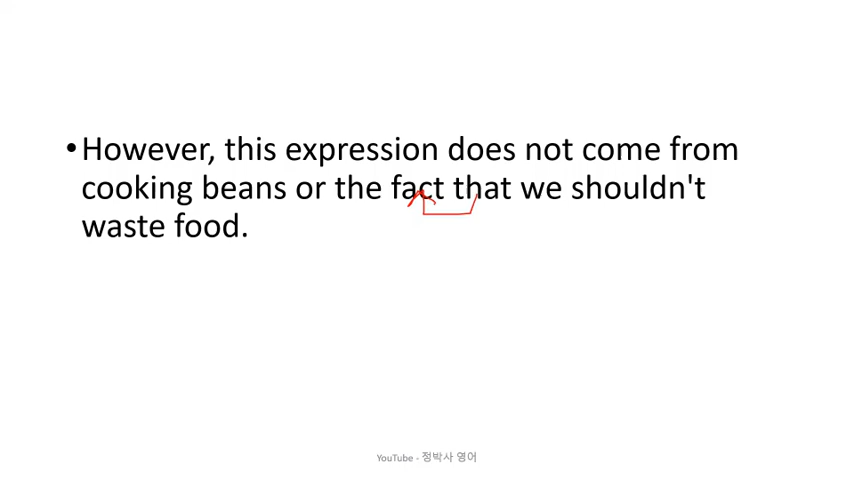 •However, this expression does not come from
cooking beans or the fact that we shouldn't
waste food.
YouTube - 정박사 영어